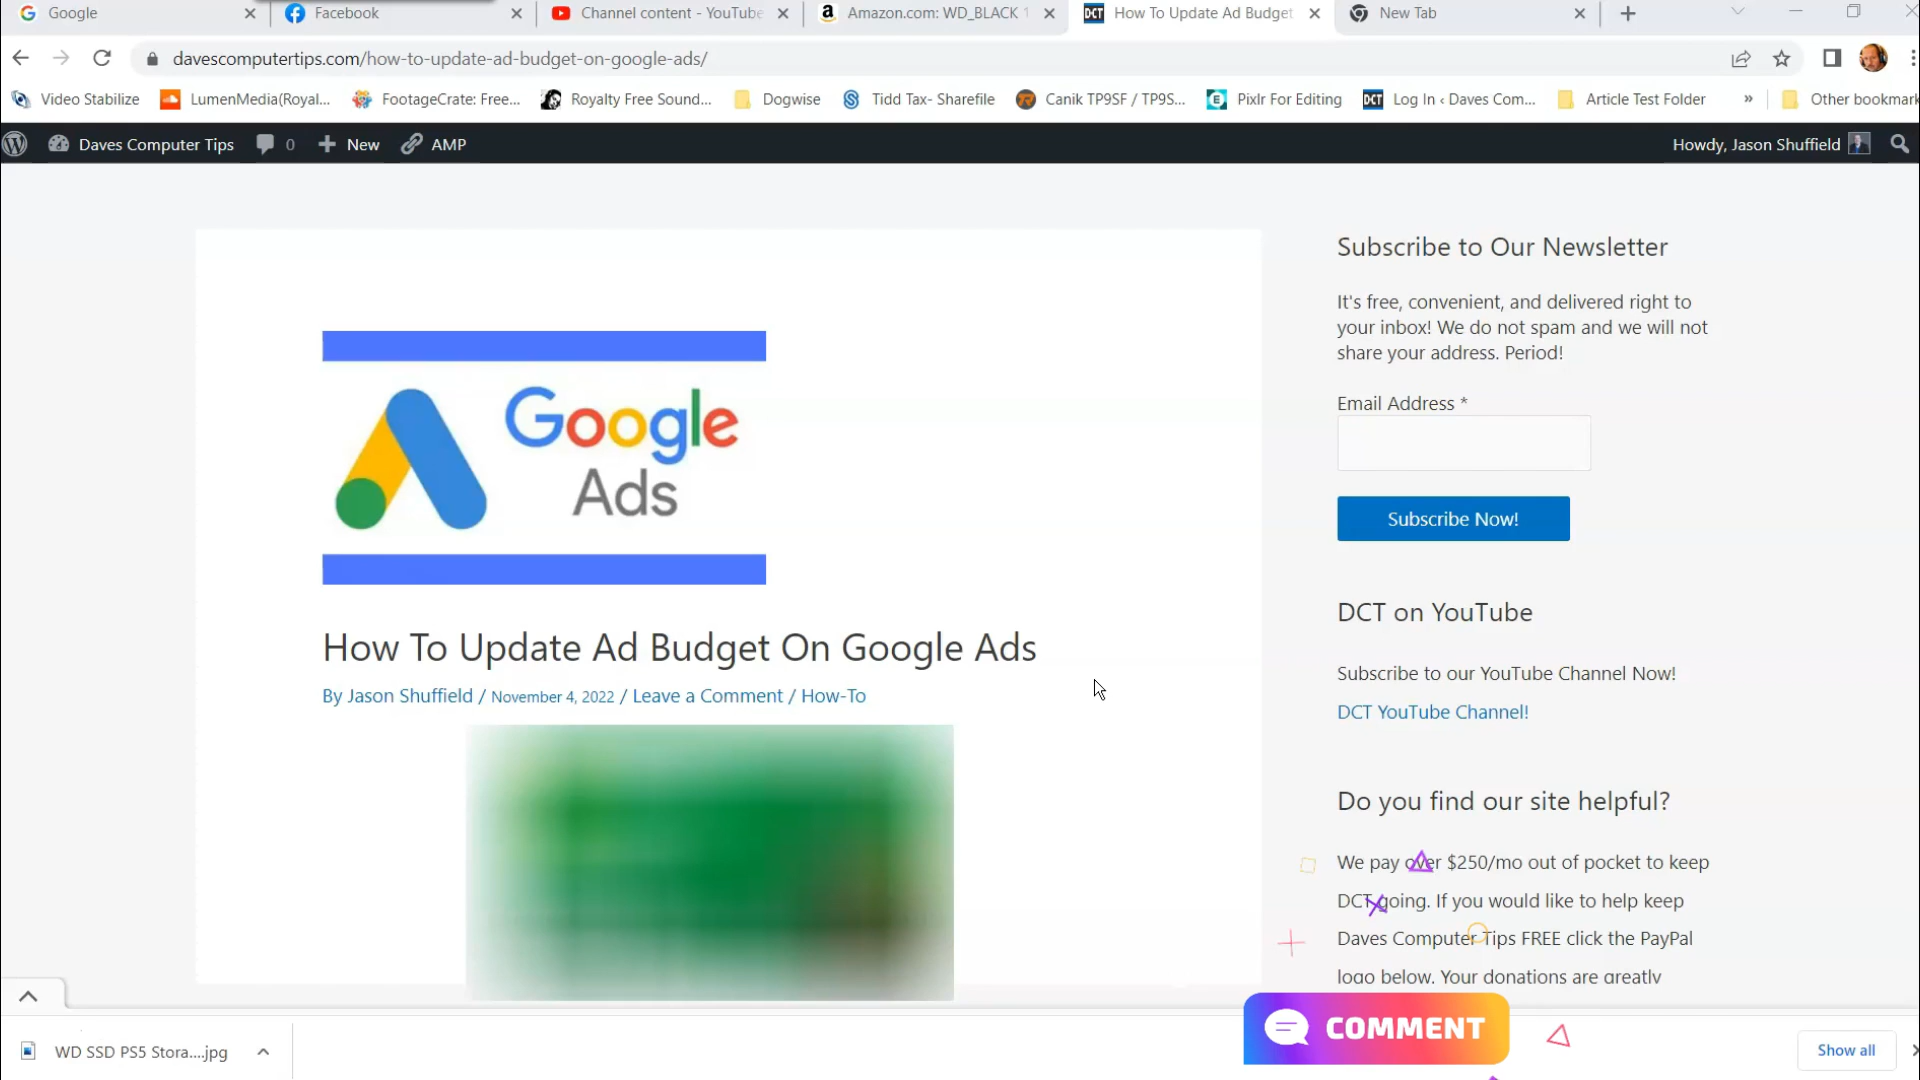 Google
Facebook
Channel content - YouTube
Amazon.com: WD_BLACK 1
How To Update Ad Budget
New Tab
davescomputertips.com/how-to-update-ad-budget-on-google-ads/
Video Stabilize
LumenMedia(Royal...
FootageCrate: Free...
Royalty Free Sound...
Dogwise
Tidd Tax- Sharefile
Canik TP9SF / TP9S...
Pixlr For Editing
Log In ‹ Daves Com...
Article Test Folder
»
Other bookmark
Daves Computer Tips
0
New
AMP
Howdy, Jason Shuffield
Google
Ads
How To Update Ad Budget On Google Ads
By Jason Shuffield / November 4, 2022 / Leave a Comment / How-To
Subscribe to Our Newsletter
It's free, convenient, and delivered right to
your inbox! We do not spam and we will not
share your address. Period!
Email Address *
Subscribe Now!
DCT on YouTube
Subscribe to our YouTube Channel Now!
DCT YouTube Channel!
Do you find our site helpful?
We pay over $250/mo out of pocket to keep
DCT going. If you would like to help keep
Daves Computer Tips FREE click the PayPal
logo below. Your donations are greatly
COMMENT
WD SSD PS5 Stora....jpg
Show all